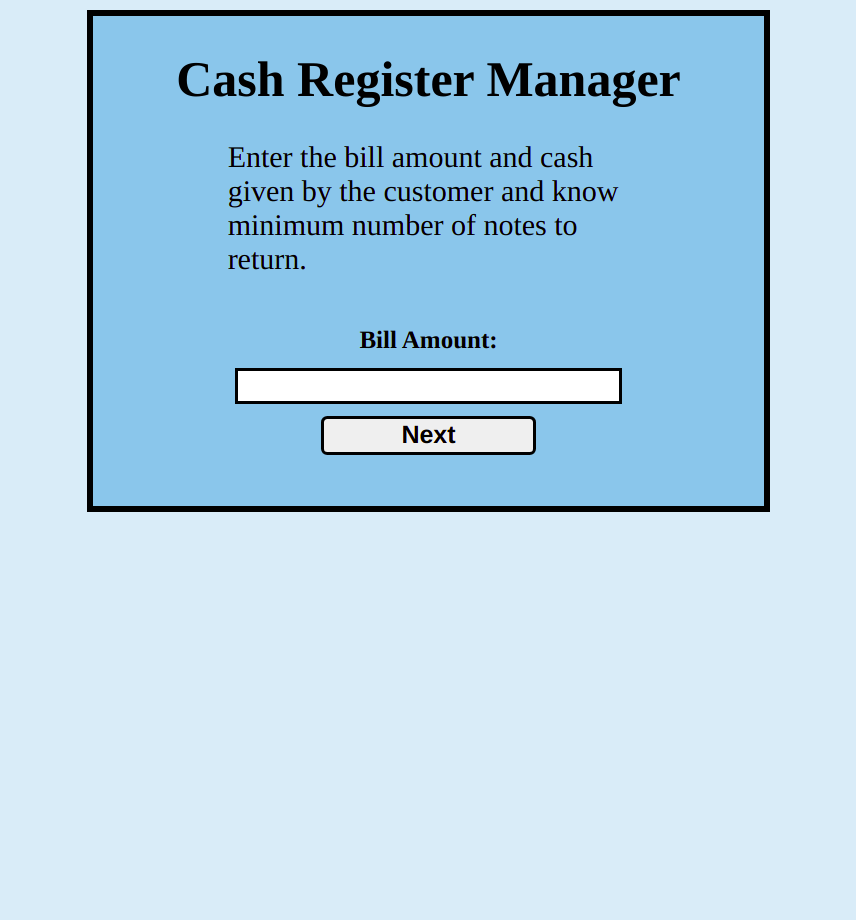 Cash Register Manager
Enter the bill amount and cash
given by the customer and know
minimum number of notes to
return.
Bill Amount:
Next